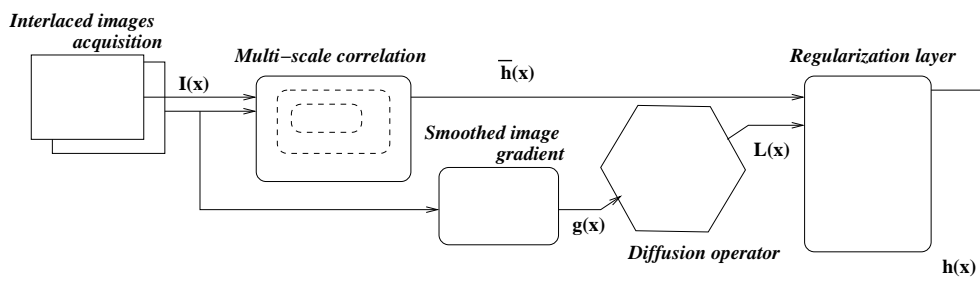 Interlaced images
acquisition
I(x)
Multi−scale correlation
h̅(x)
Smoothed image
gradient
g(x)
Diffusion operator
L(x)
Regularization layer
h(x)